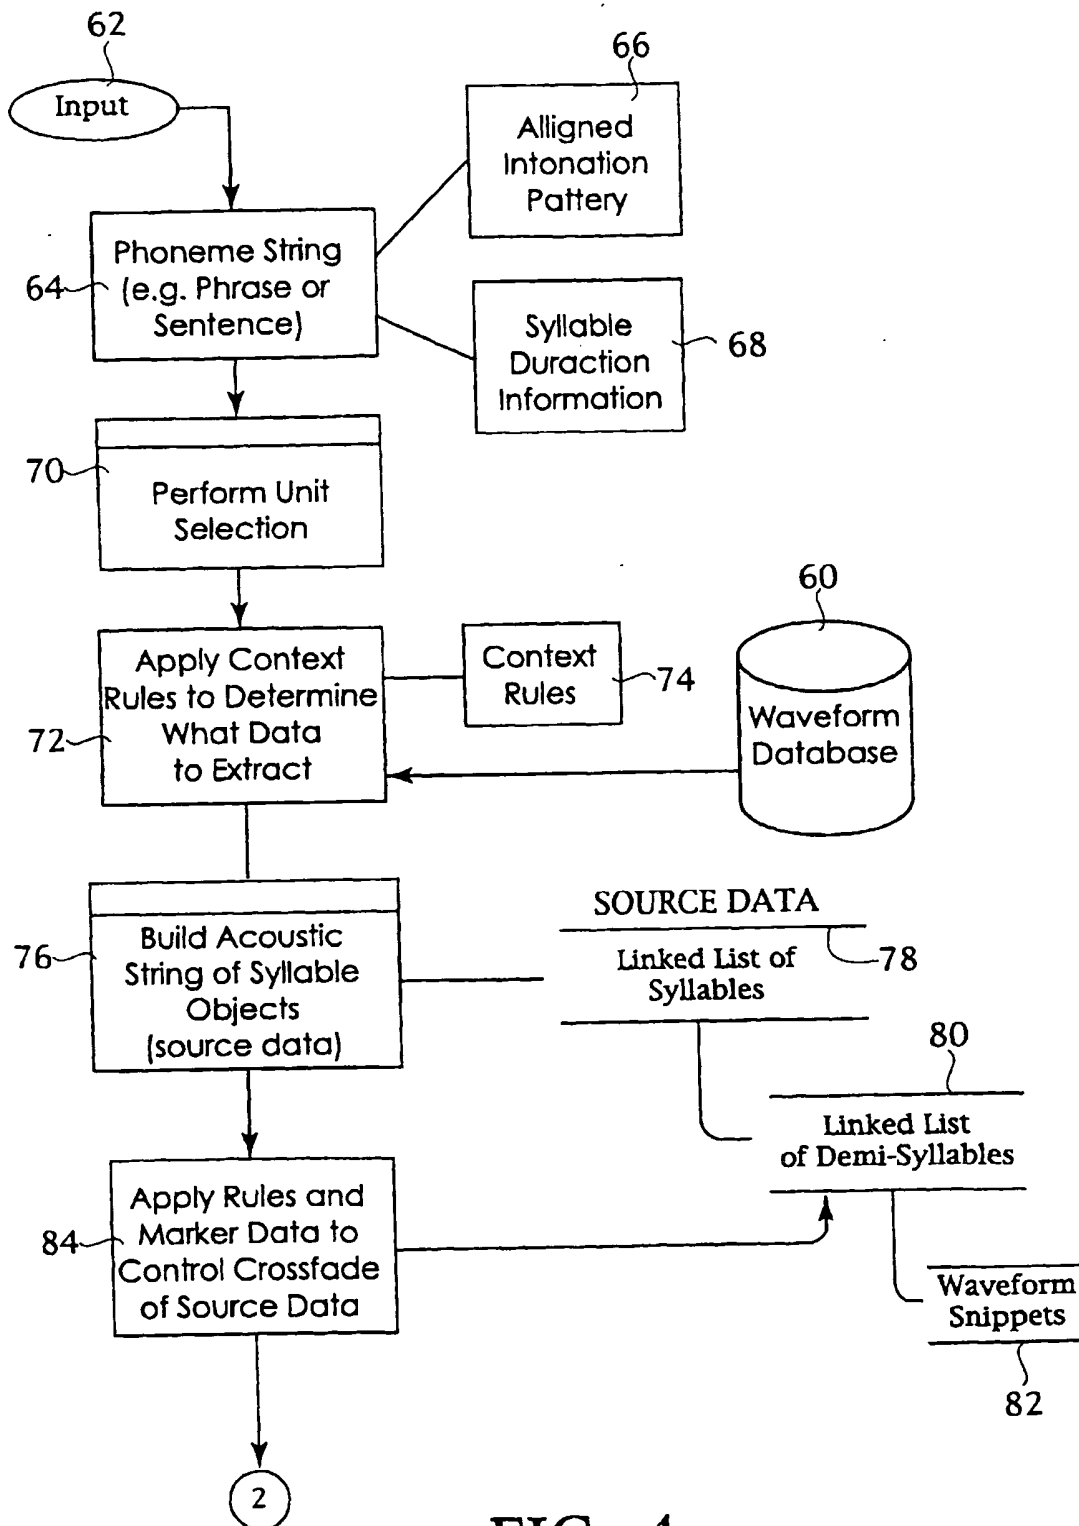 62
Input
66
Alligned
Intonation
Pattery
Phoneme String
(e.g. Phrase or
Sentence)
64
Syllable
Duraction
Information
68
70
Perform Unit
Selection
60
Apply Context
Rules to Determine
What Data
to Extract
72
Context
Rules
74
Waveform
Database
SOURCE DATA
76
Build Acoustic
String of Syllable
Objects
(source data)
Linked List of
Syllables
78
80
Linked List
of Demi-Syllables
84
Apply Rules and
Marker Data to
Control Crossfade
of Source Data
Waveform
Snippets
82
2